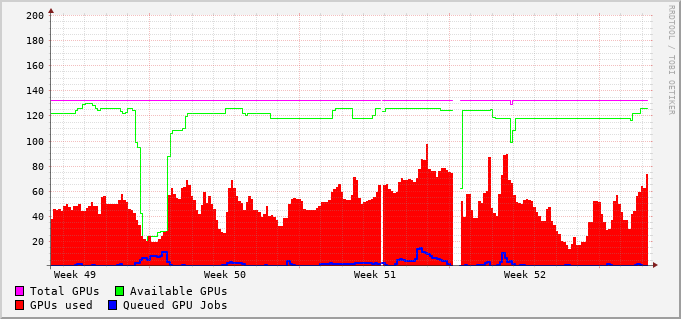 200
180
160
140
120
100
80
60
40
20
Week 49 Week 50 Week 51 Week 52
Total GPUs Available GPUs
GPUs used Queued GPU Jobs
RRDTOOL / TOBI OETIKER